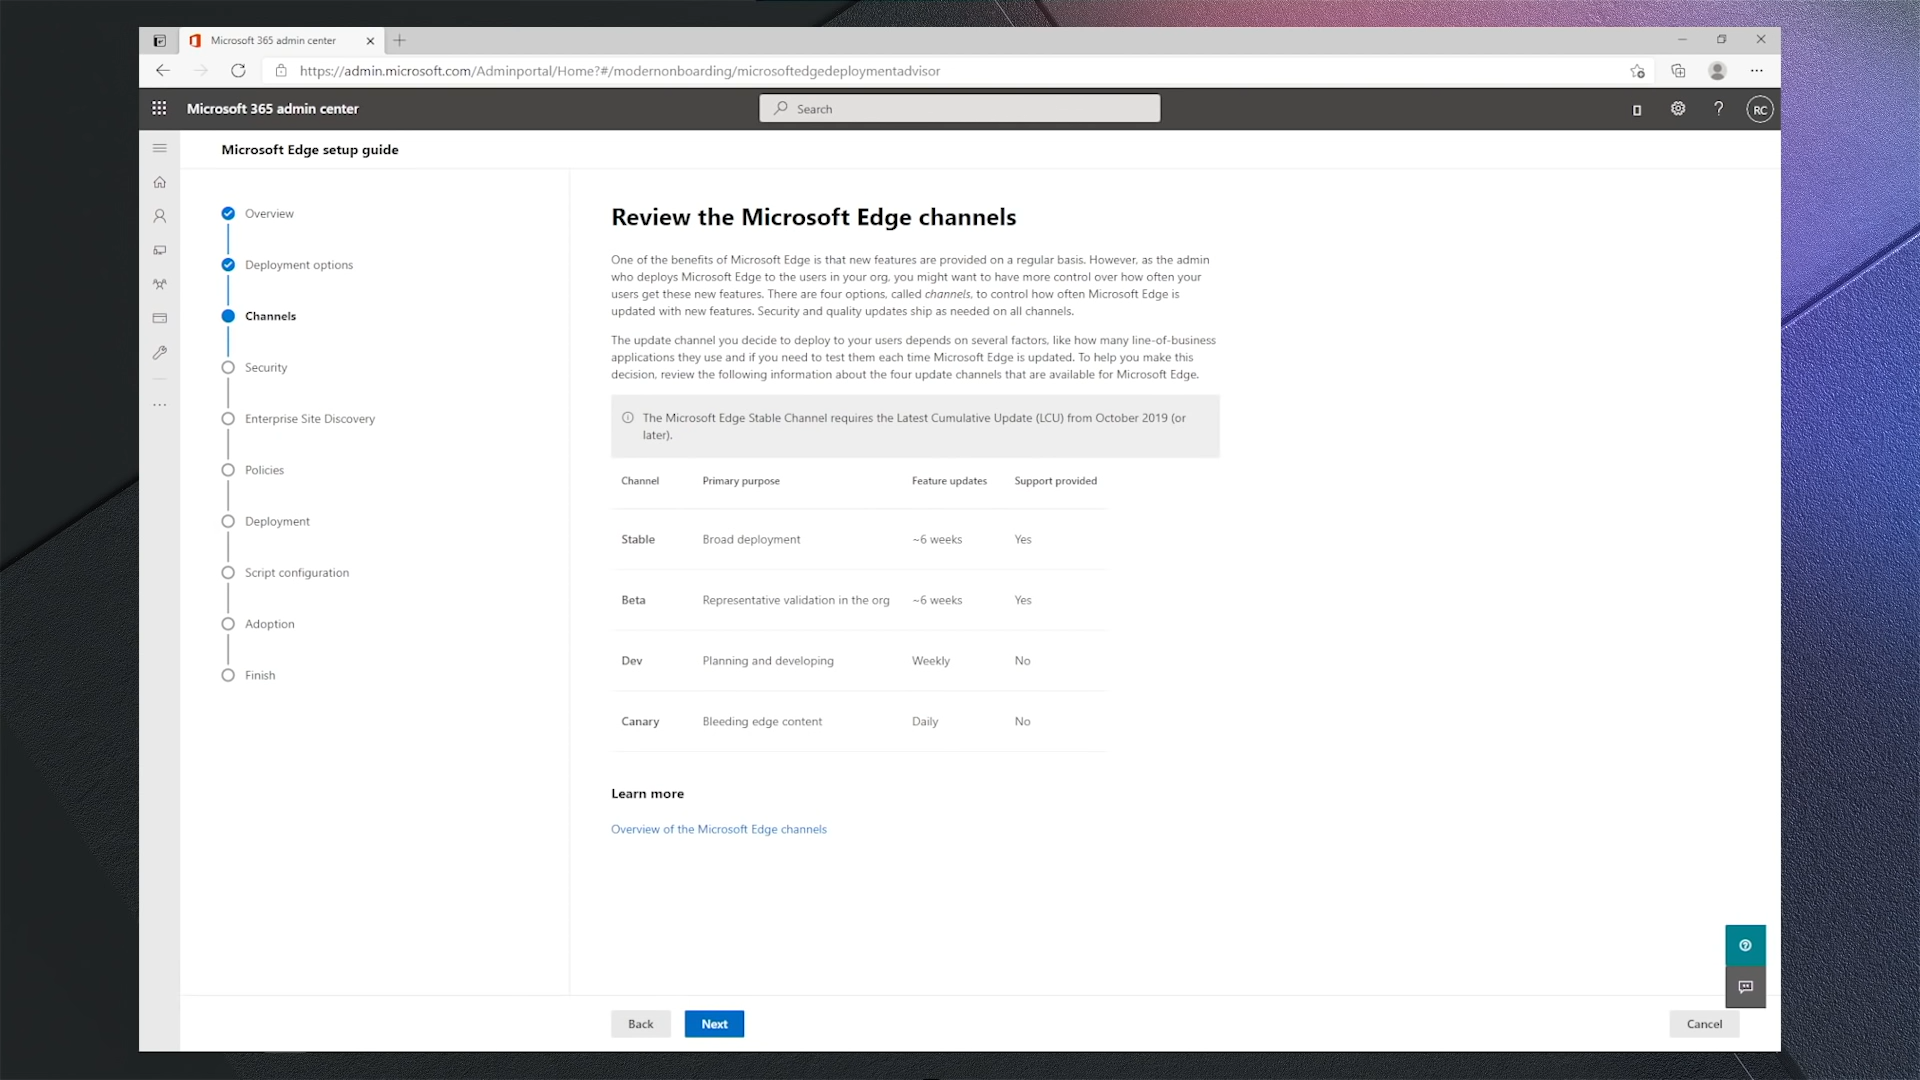 Microsoft 365 admin center
https://admin.microsoft.com/Adminportal/Home?#/modernonboarding/microsoftedgedeploymentadvisor
Microsoft 365 admin center
Search
?
RC
Microsoft Edge setup guide
Overview
Deployment options
Channels
Security
Enterprise Site Discovery
Policies
Deployment
Script configuration
Adoption
Finish
Review the Microsoft Edge channels
One of the benefits of Microsoft Edge is that new features are provided on a regular basis. However, as the admin
who deploys Microsoft Edge to the users in your org, you might want to have more control over how often your
users get these new features. There are four options, called channels, to control how often Microsoft Edge is
updated with new features. Security and quality updates ship as needed on all channels.
The update channel you decide to deploy to your users depends on several factors, like how many line-of-business
applications they use and if you need to test them each time Microsoft Edge is updated. To help you make this
decision, review the following information about the four update channels that are available for Microsoft Edge.
The Microsoft Edge Stable Channel requires the Latest Cumulative Update (LCU) from October 2019 (or
later).
Channel Primary purpose Feature updates Support provided
Stable Broad deployment ~6 weeks Yes
Beta Representative validation in the org ~6 weeks Yes
Dev Planning and developing Weekly No
Canary Bleeding edge content Daily No
Learn more
Overview of the Microsoft Edge channels
Back Next Cancel